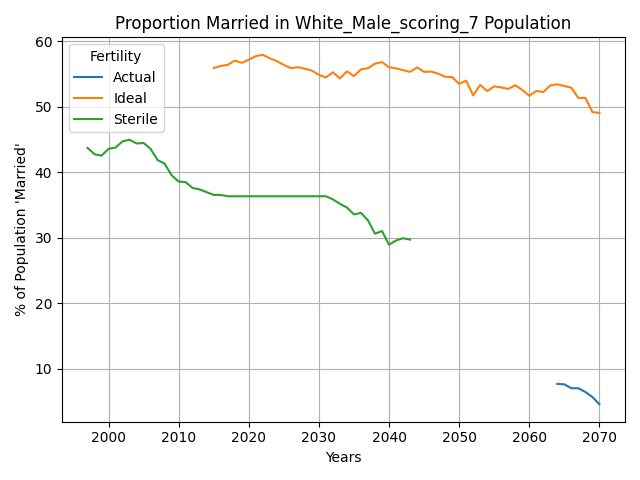 Proportion Married in White_Male_scoring_7 Population
% of Population 'Married'
60
50
40
30
20
10
Fertility
Actual
Ideal
Sterile
2000 2010 2020 2030 2040 2050 2060 2070
Years